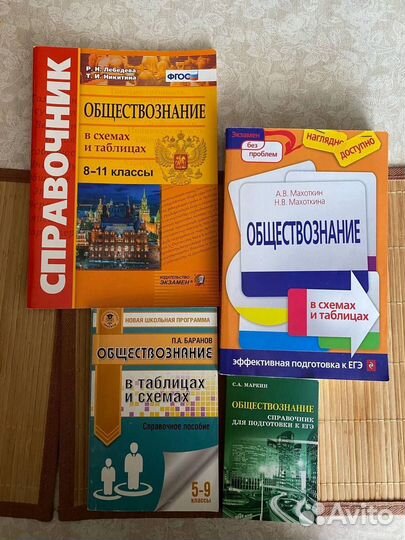 СПРАВОЧНИК
Р. Н. Лебедева
Т. И. Никитина
ФГОС
ОБЩЕСТВОЗНАНИЕ
в схемах и таблицах
8–11 классы
ИЗДАТЕЛЬСТВО
ЭКЗАМЕН
Экзамен
без
проблем
наглядно
доступно
А.В. Махоткин
Н.В. Махоткина
ОБЩЕСТВОЗНАНИЕ
в схемах
и таблицах
эффективная подготовка к ЕГЭ
НОВАЯ ШКОЛЬНАЯ ПРОГРАММА
П.А. БАРАНОВ
ОБЩЕСТВОЗНАНИЕ
в таблицах
и схемах
Справочное пособие
5–9
классы
С.А. МАРКИН
ОБЩЕСТВОЗНАНИЕ
СПРАВОЧНИК
ДЛЯ ПОДГОТОВКИ К ЕГЭ
Avito